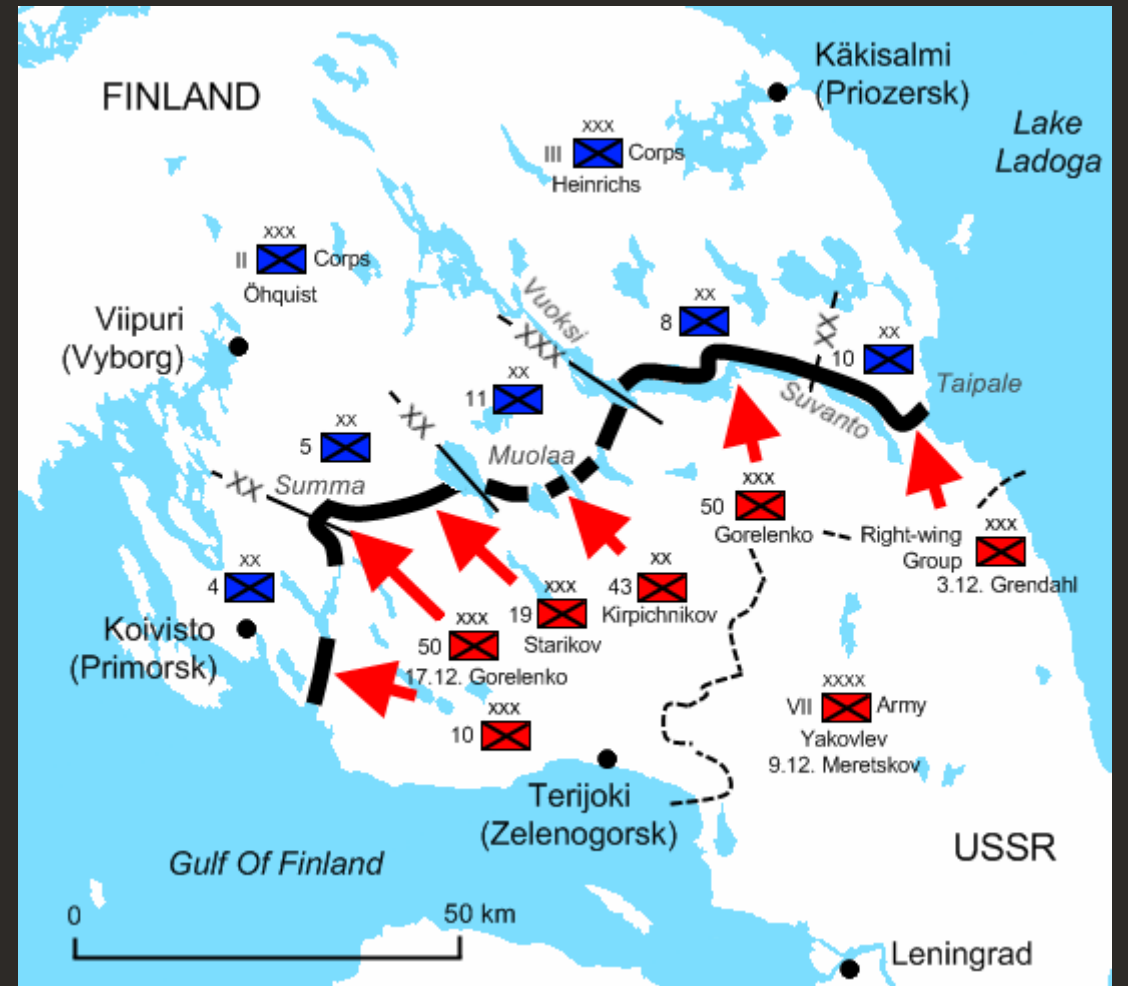 FINLAND
Käkisalmi
(Priozersk)
Lake
Ladoga
XXX
III Corps
Heinrichs
XXX
II Corps
Öhquist
Viipuri
(Vyborg)
Vuoksi
XXX
XX
8
XX
XX
10
Taipale
Suvanto
XX
11
XX
XX
5
Muolaa
XX
Summa
XX
4
Koivisto
(Primorsk)
XXX
50
Gorelenko
Right-wing
Group
XXX
3.12. Grendahl
XX
43
Kirpichnikov
XXX
19
Starikov
XXX
50
17.12. Gorelenko
XXX
10
XXXX
VII Army
Yakovlev
9.12. Meretskov
Terijoki
(Zelenogorsk)
USSR
Gulf Of Finland
0 50 km
Leningrad